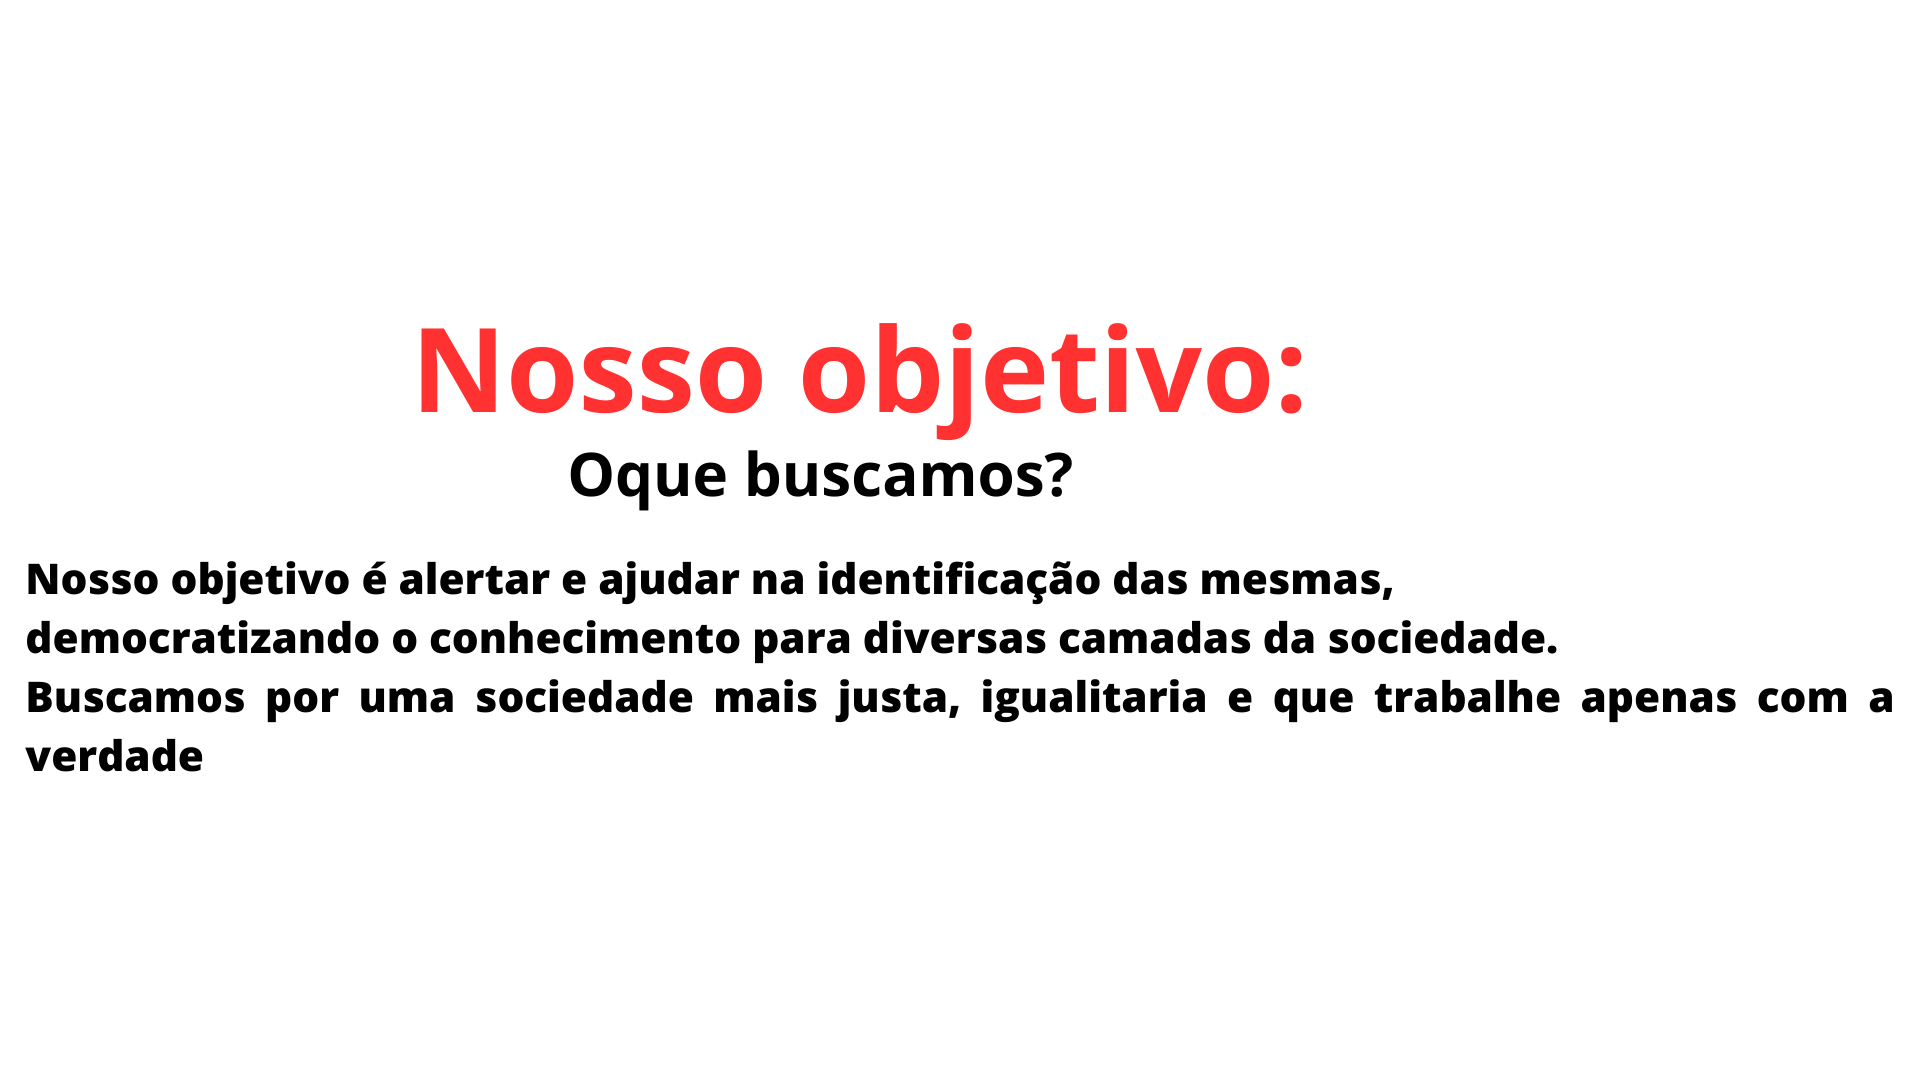 Nosso objetivo:
Oque buscamos?
Nosso objetivo é alertar e ajudar na identificação das mesmas,
democratizando o conhecimento para diversas camadas da sociedade.
Buscamos por uma sociedade mais justa, igualitaria e que trabalhe apenas com a
verdade